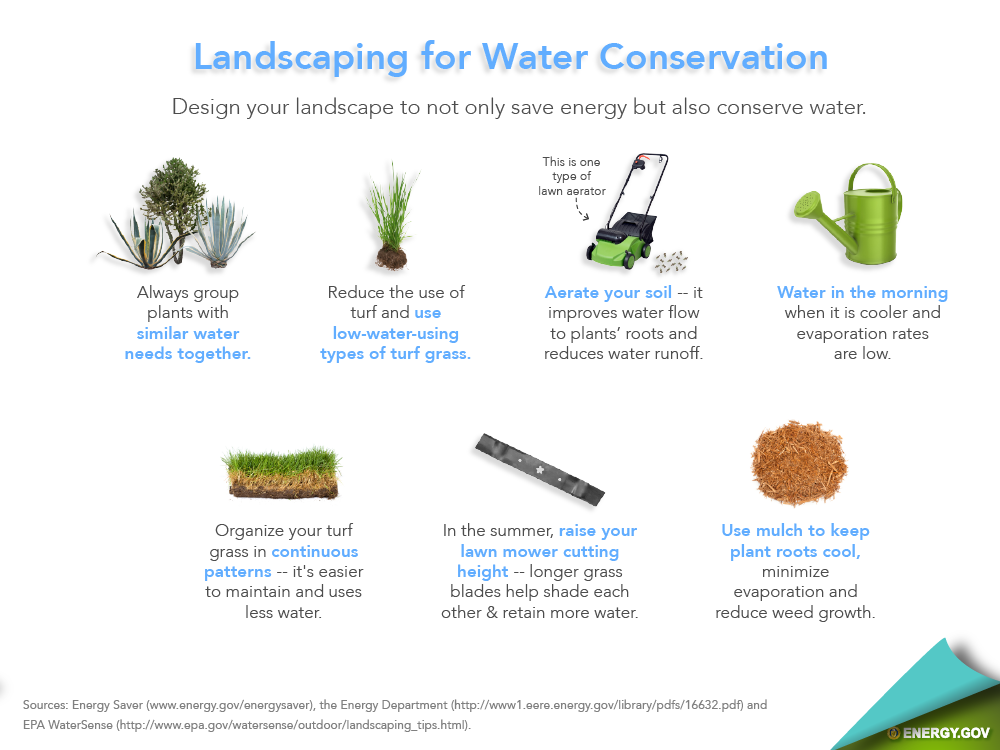 Landscaping for Water Conservation
Design your landscape to not only save energy but also conserve water.
Always group
plants with
similar water
needs together.
Reduce the use of
turf and use
low-water-using
types of turf grass.
This is one
type of
lawn aerator
Aerate your soil -- it
improves water flow
to plants’ roots and
reduces water runoff.
Water in the morning
when it is cooler and
evaporation rates
are low.
Organize your turf
grass in continuous
patterns -- it's easier
to maintain and uses
less water.
In the summer, raise your
lawn mower cutting
height -- longer grass
blades help shade each
other & retain more water.
Use mulch to keep
plant roots cool,
minimize
evaporation and
reduce weed growth.
Sources: Energy Saver (www.energy.gov/energysaver), the Energy Department (http://www1.eere.energy.gov/library/pdfs/16632.pdf) and
EPA WaterSense (http://www.epa.gov/watersense/outdoor/landscaping_tips.html).
ENERGY.GOV